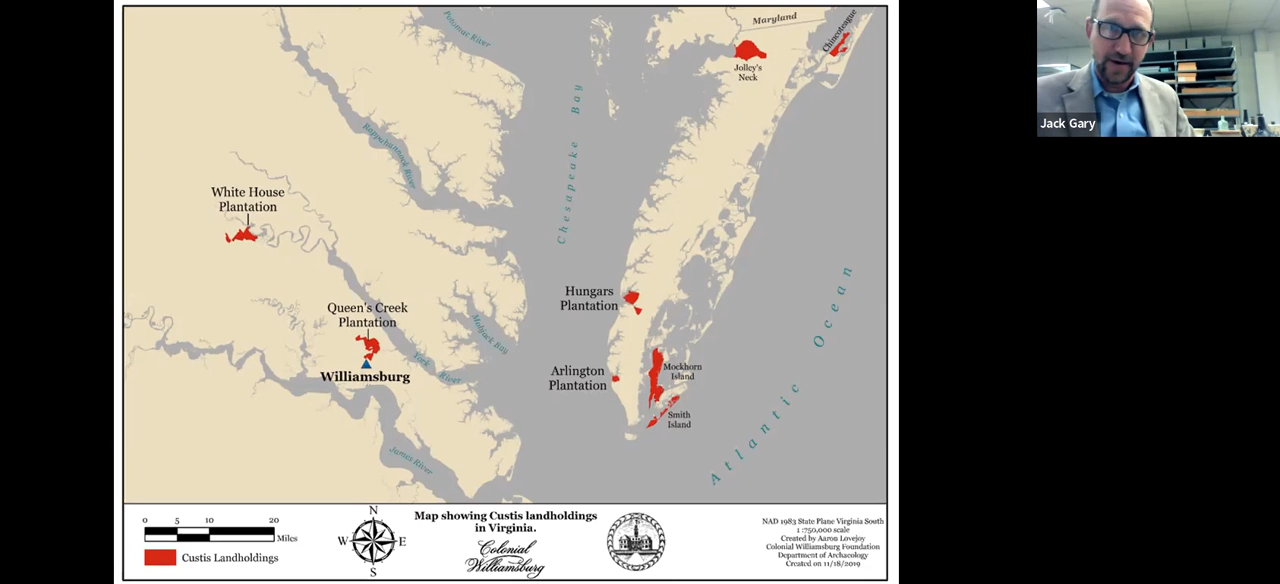 Potomac River
Maryland
Chincoteague
Jolley's
Neck
Jack Gary
Chesapeake Bay
Rappahannock River
White House
Plantation
Hungars
Plantation
Queen's Creek
Plantation
Mobjack Bay
York River
Williamsburg
Arlington
Plantation
Mockhorn
Island
Smith
Island
Atlantic Ocean
James River
0 5 10 20
Miles
Custis Landholdings
N
W E
S
Map showing Custis landholdings
in Virginia.
Colonial
Williamsburg
NAD 1983 State Plane Virginia South
1 :750,000 scale
Created by Aaron Lovejoy
Colonial Williamsburg Foundation
Department of Archaeology
Created on 11/18/2019